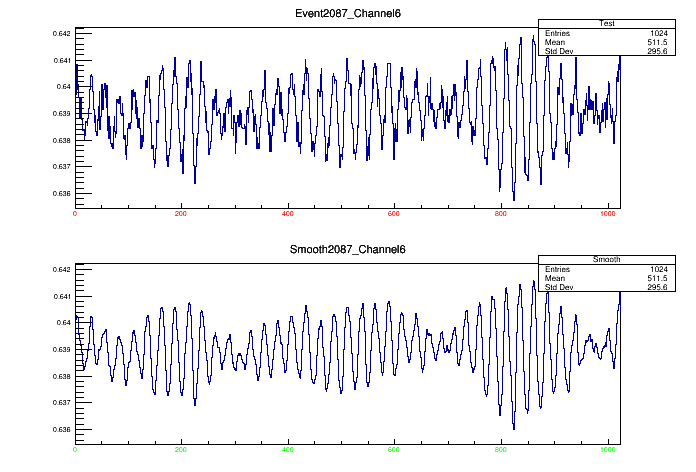 Event2087_Channel6
Test
Entries 1024
Mean 511.5
Std Dev 295.6
0.642
0.641
0.64
0.639
0.638
0.637
0.636
0 200 400 600 800 1000
Smooth2087_Channel6
Smooth
Entries 1024
Mean 511.5
Std Dev 295.6
0.642
0.641
0.64
0.639
0.638
0.637
0.636
0 200 400 600 800 1000